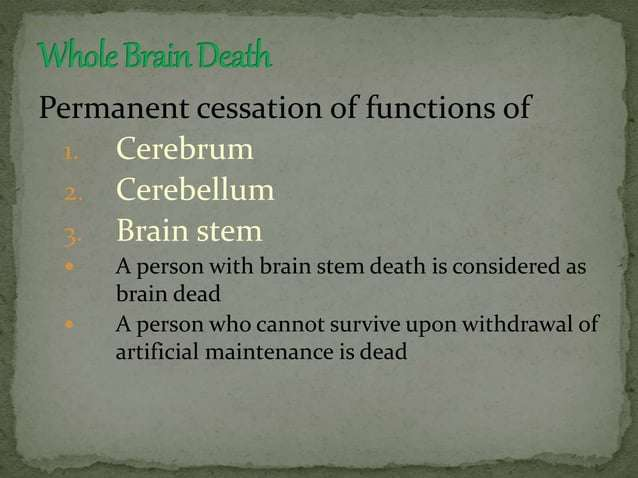 Whole Brain Death
Permanent cessation of functions of
1. Cerebrum
2. Cerebellum
3. Brain stem
• A person with brain stem death is considered as
brain dead
• A person who cannot survive upon withdrawal of
artificial maintenance is dead